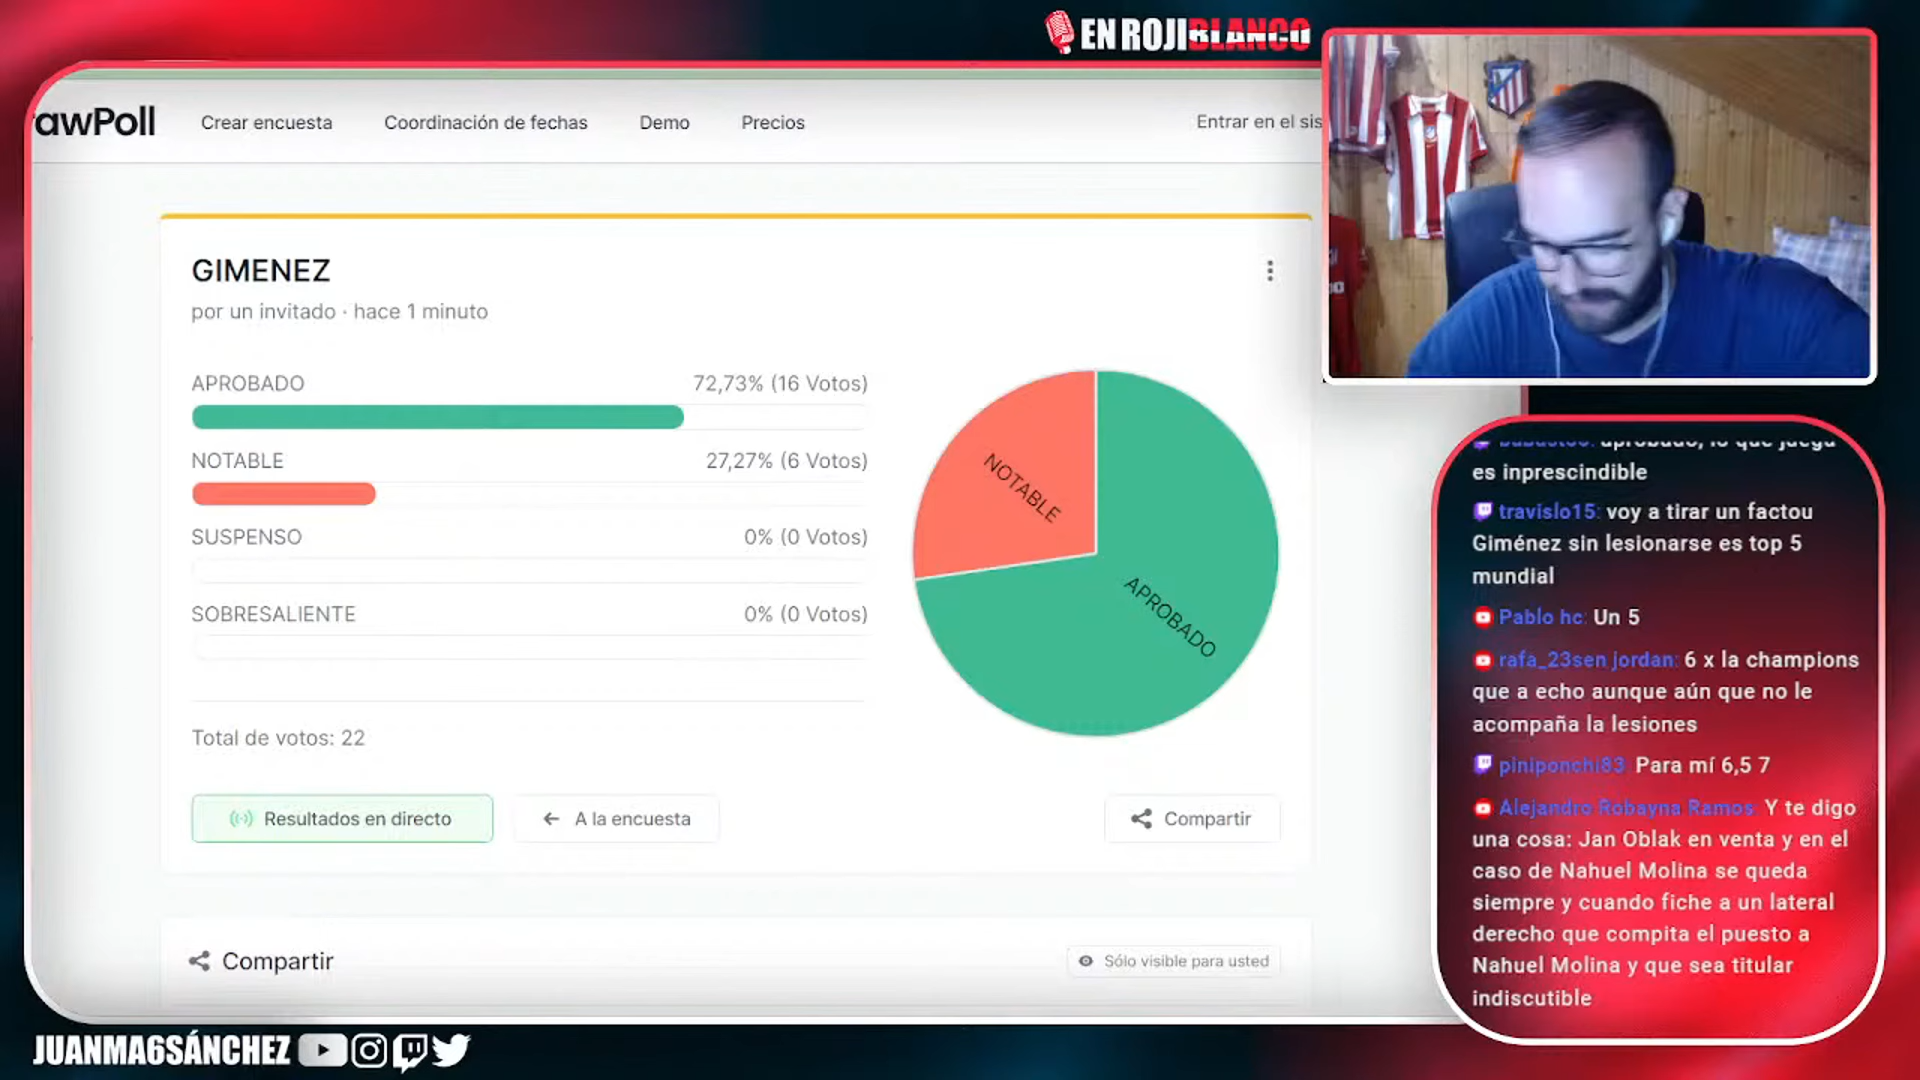 EN ROJIBLANCO
awPoll
Crear encuesta
Coordinación de fechas
Demo
Precios
Entrar en el sis
GIMENEZ
por un invitado · hace 1 minuto
APROBADO 72,73% (16 Votos)
NOTABLE 27,27% (6 Votos)
SUSPENSO 0% (0 Votos)
SOBRESALIENTE 0% (0 Votos)
Total de votos: 22
NOTABLE
APROBADO
Resultados en directo
A la encuesta
Compartir
Compartir
Sólo visible para usted
aprobado, lo que juega
es inprescindible
travislo15: voy a tirar un factou
Giménez sin lesionarse es top 5
mundial
Pablo hc: Un 5
rafa_23sen jordan: 6 x la champions
que a echo aunque aún que no le
acompaña la lesiones
piniponchi83: Para mí 6,5 7
Alejandro Robayna Ramos: Y te digo
una cosa: Jan Oblak en venta y en el
caso de Nahuel Molina se queda
siempre y cuando fiche a un lateral
derecho que compita el puesto a
Nahuel Molina y que sea titular
indiscutible
JUANMA6SÁNCHEZ